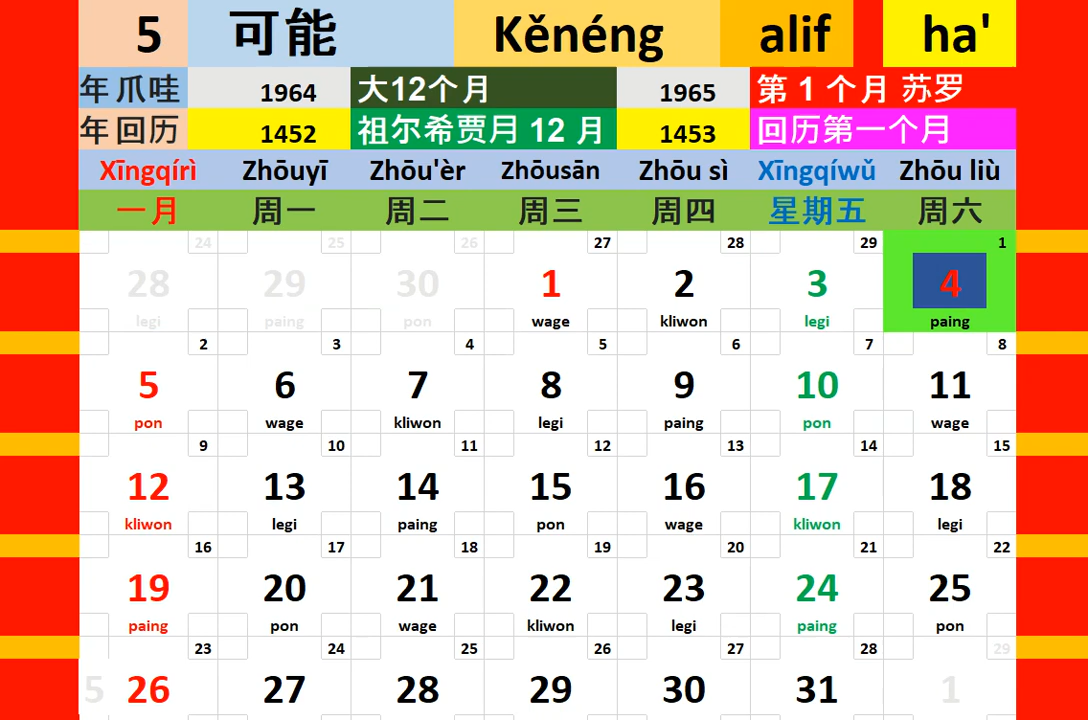 5 可能 Kěnéng alif ha'
年爪哇 1964 大12个月 1965 第 1 个月 苏罗
年回历 1452 祖尔希贾月 12 月 1453 回历第一个月
Xīngqírì Zhōuyī Zhōu'èr Zhōusān Zhōu sì Xīngqíwǔ Zhōu liù
一月 周一 周二 周三 周四 星期五 周六
24 25 26 27 28 29 1
28 29 30 1 2 3 4
legi paing pon wage kliwon legi paing
2 3 4 5 6 7 8
5 6 7 8 9 10 11
pon wage kliwon legi paing pon wage
9 10 11 12 13 14 15
12 13 14 15 16 17 18
kliwon legi paing pon wage kliwon legi
16 17 18 19 20 21 22
19 20 21 22 23 24 25
paing pon wage kliwon legi paing pon
23 24 25 26 27 28 29
5 26 27 28 29 30 31 1